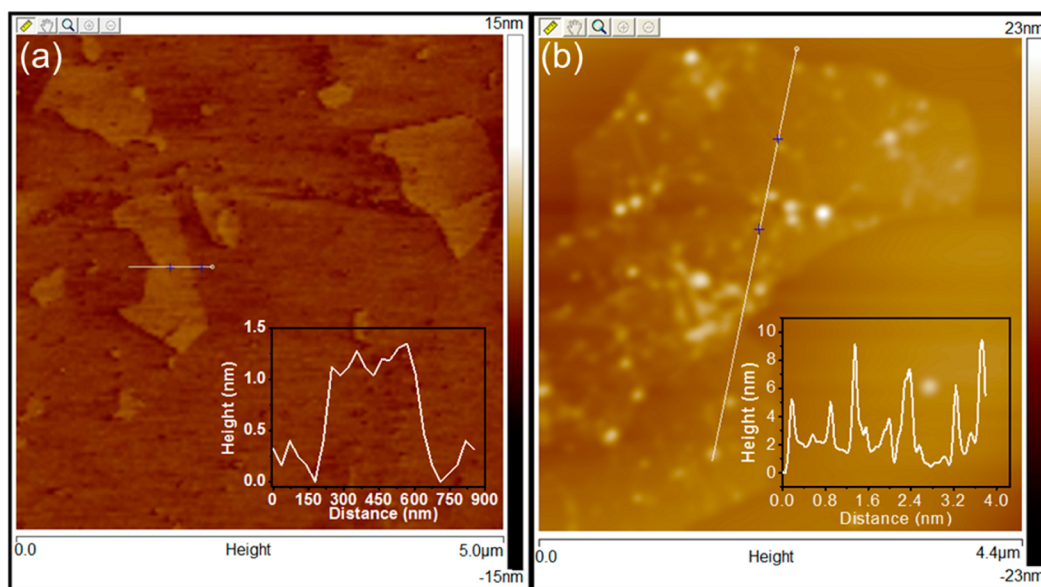 15nm
(a)
1.5
1.0
0.5
0.0
Height (nm)
0
150
300
450
600
750
900
Distance (nm)
0.0
Height
5.0µm
-15nm
23nm
(b)
10
8
6
4
2
0
Height (nm)
0.0
0.8
1.6
2.4
3.2
4.0
Distance (nm)
0.0
Height
4.4µm
-23nm